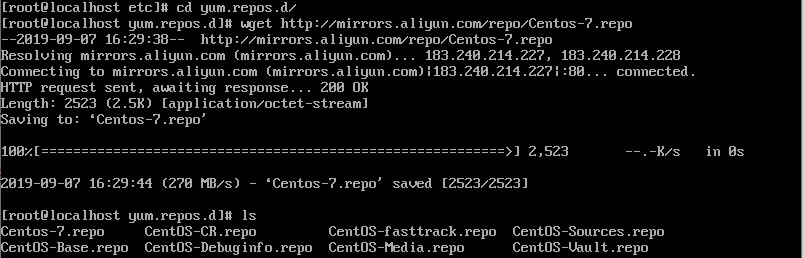 [root@localhost etc]# cd yum.repos.d/
[root@localhost yum.repos.d]# wget http://mirrors.aliyun.com/repo/Centos-7.repo
--2019-09-07 16:29:38--  http://mirrors.aliyun.com/repo/Centos-7.repo
Resolving mirrors.aliyun.com (mirrors.aliyun.com)... 183.240.214.227, 183.240.214.228
Connecting to mirrors.aliyun.com (mirrors.aliyun.com)|183.240.214.227|:80... connected.
HTTP request sent, awaiting response... 200 OK
Length: 2523 (2.5K) [application/octet-stream]
Saving to: ‘Centos-7.repo’
100%[===========================================================>] 2,523       --.-K/s   in 0s
2019-09-07 16:29:44 (270 MB/s) - ‘Centos-7.repo’ saved [2523/2523]
[root@localhost yum.repos.d]# ls
Centos-7.repo     CentOS-CR.repo         CentOS-fasttrack.repo  CentOS-Sources.repo
CentOS-Base.repo  CentOS-Debuginfo.repo  CentOS-Media.repo      CentOS-Vault.repo